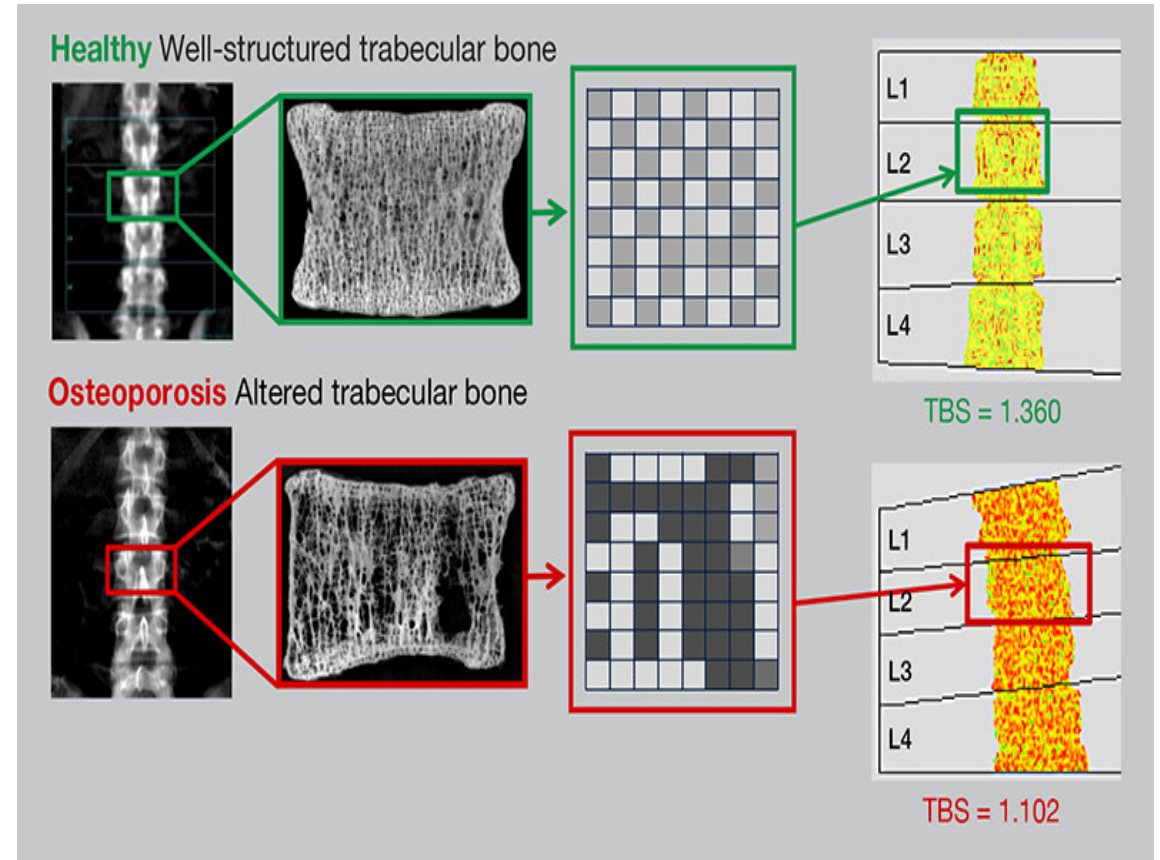 Healthy Well-structured trabecular bone
L1
L2
L3
L4
TBS = 1.360
Osteoporosis Altered trabecular bone
L1
L2
L3
L4
TBS = 1.102